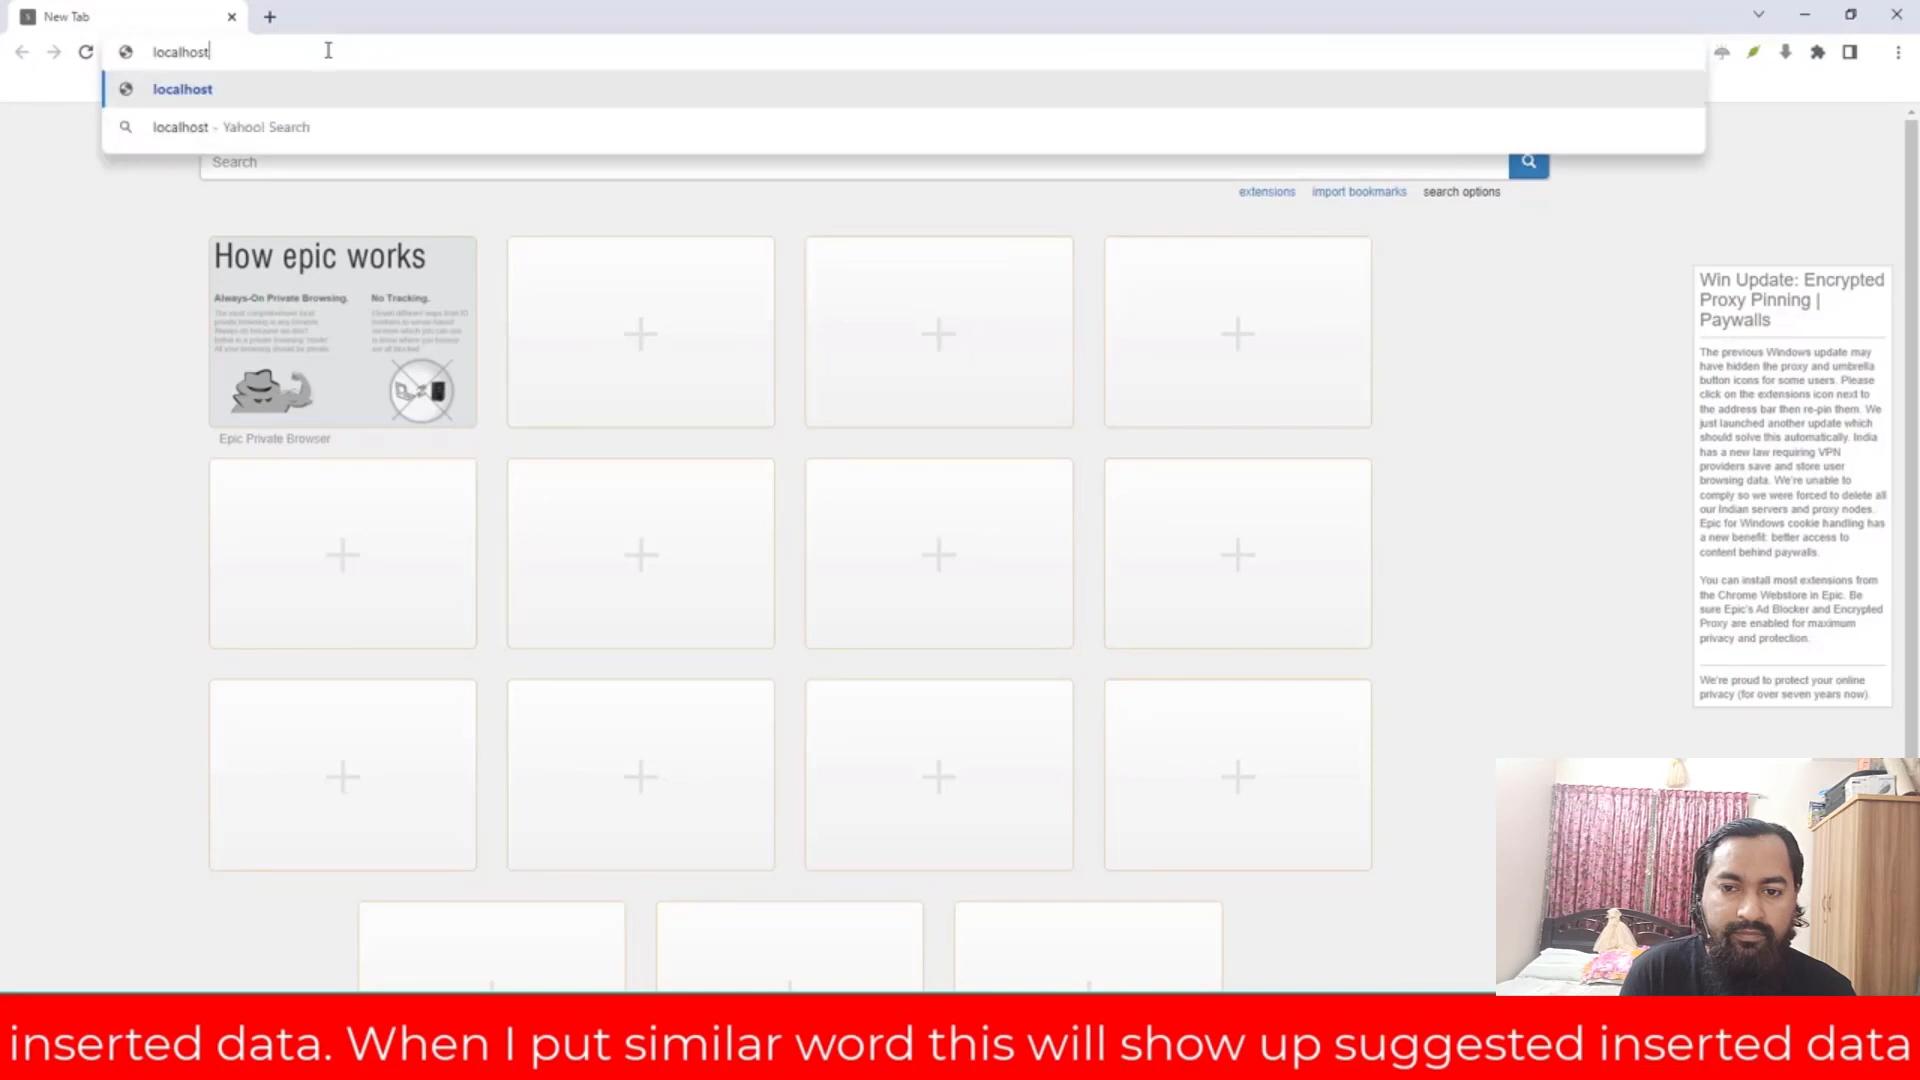 New Tab
localhost
localhost
localhost - Yahoo! Search
Search
extensions import bookmarks search options
How epic works
Always-On Private Browsing. No Tracking.
Epic Private Browser
Win Update: Encrypted
Proxy Pinning |
Paywalls
The previous Windows update may
have hidden the proxy and umbrella
button icons for some users. Please
click on the extensions icon next to
the address bar then re-pin them. We
just launched another update which
should solve this automatically. India
has a new law requiring VPN
providers save and store user
browsing data. We're unable to
comply so we were forced to delete all
our Indian servers and proxy nodes.
Epic for Windows cookie handling has
a new benefit: better access to
content behind paywalls.
You can install most extensions from
the Chrome Webstore in Epic. Be
sure Epic's Ad Blocker and Encrypted
Proxy are enabled for maximum
privacy and protection.
We're proud to protect your online
privacy (for over seven years now).
inserted data. When I put similar word this will show up suggested inserted data